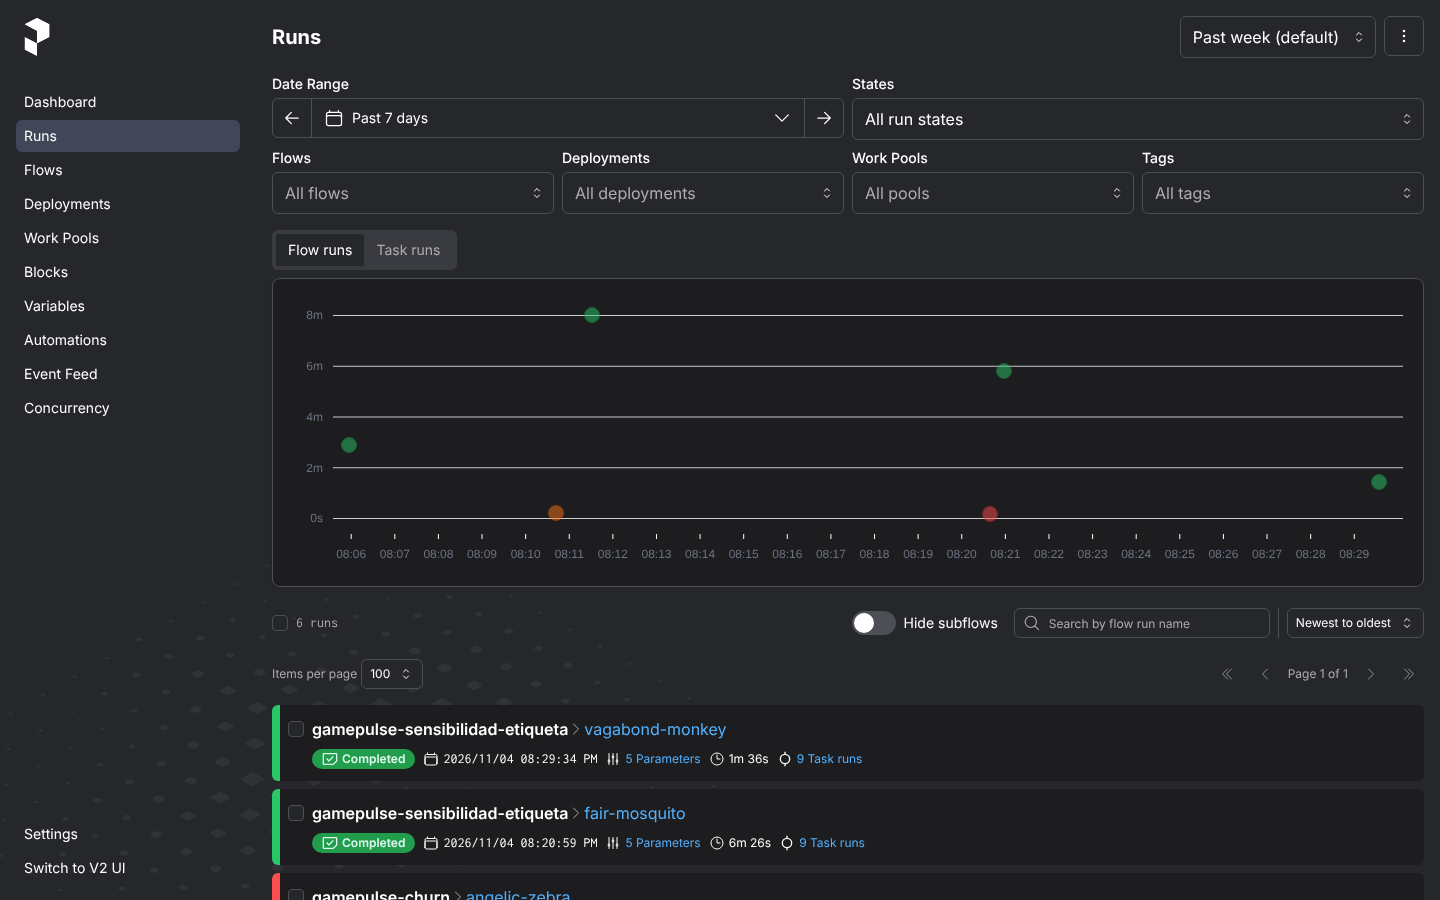 Runs
Past week (default)
Dashboard
Runs
Flows
Deployments
Work Pools
Blocks
Variables
Automations
Event Feed
Concurrency
Settings
Switch to V2 UI
Date Range
States
Past 7 days
All run states
Flows
Deployments
Work Pools
Tags
All flows
All deployments
All pools
All tags
Flow runs
Task runs
8m
6m
4m
2m
0s
08:06 08:07 08:08 08:09 08:10 08:11 08:12 08:13 08:14 08:15 08:16 08:17 08:18 08:19 08:20 08:21 08:22 08:23 08:24 08:25 08:26 08:27 08:28 08:29
6 runs
Hide subflows
Search by flow run name
Newest to oldest
Items per page 100
Page 1 of 1
gamepulse-sensibilidad-etiqueta vagabond-monkey
Completed 2026/11/04 08:29:34 PM 5 Parameters 1m 36s 9 Task runs
gamepulse-sensibilidad-etiqueta fair-mosquito
Completed 2026/11/04 08:20:59 PM 5 Parameters 6m 26s 9 Task runs
gamepulse-churn angelic-zebra